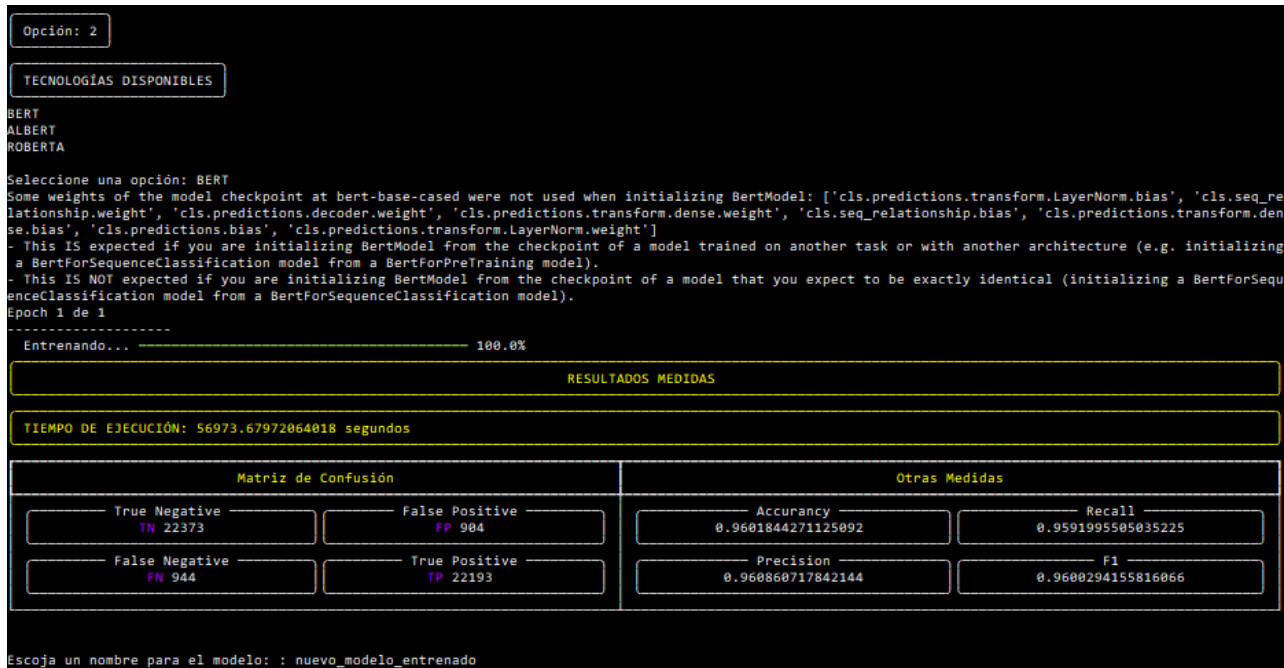 Opción: 2
TECNOLOGÍAS DISPONIBLES
BERT
ALBERT
ROBERTA
Seleccione una opción: BERT
Some weights of the model checkpoint at bert-base-cased were not used when initializing BertModel: ['cls.predictions.transform.LayerNorm.bias', 'cls.seq_re
lationship.weight', 'cls.predictions.decoder.weight', 'cls.predictions.transform.dense.weight', 'cls.seq_relationship.bias', 'cls.predictions.transform.den
se.bias', 'cls.predictions.bias', 'cls.predictions.transform.LayerNorm.weight']
- This IS expected if you are initializing BertModel from the checkpoint of a model trained on another task or with another architecture (e.g. initializing
a BertForSequenceClassification model from a BertForPreTraining model).
- This IS NOT expected if you are initializing BertModel from the checkpoint of a model that you expect to be exactly identical (initializing a BertForSequ
enceClassification model from a BertForSequenceClassification model).
Epoch 1 de 1
--------------------
Entrenando... 100.0%
RESULTADOS MEDIDAS
TIEMPO DE EJECUCIÓN: 56973.67972064018 segundos
Matriz de Confusión Otras Medidas
True Negative False Positive Accurancy Recall
TN 22373 FP 904 0.9601844271125092 0.9591995505035225
False Negative True Positive Precision F1
FN 944 TP 22193 0.960860717842144 0.9600294155816066
Escoja un nombre para el modelo: : nuevo_modelo_entrenado